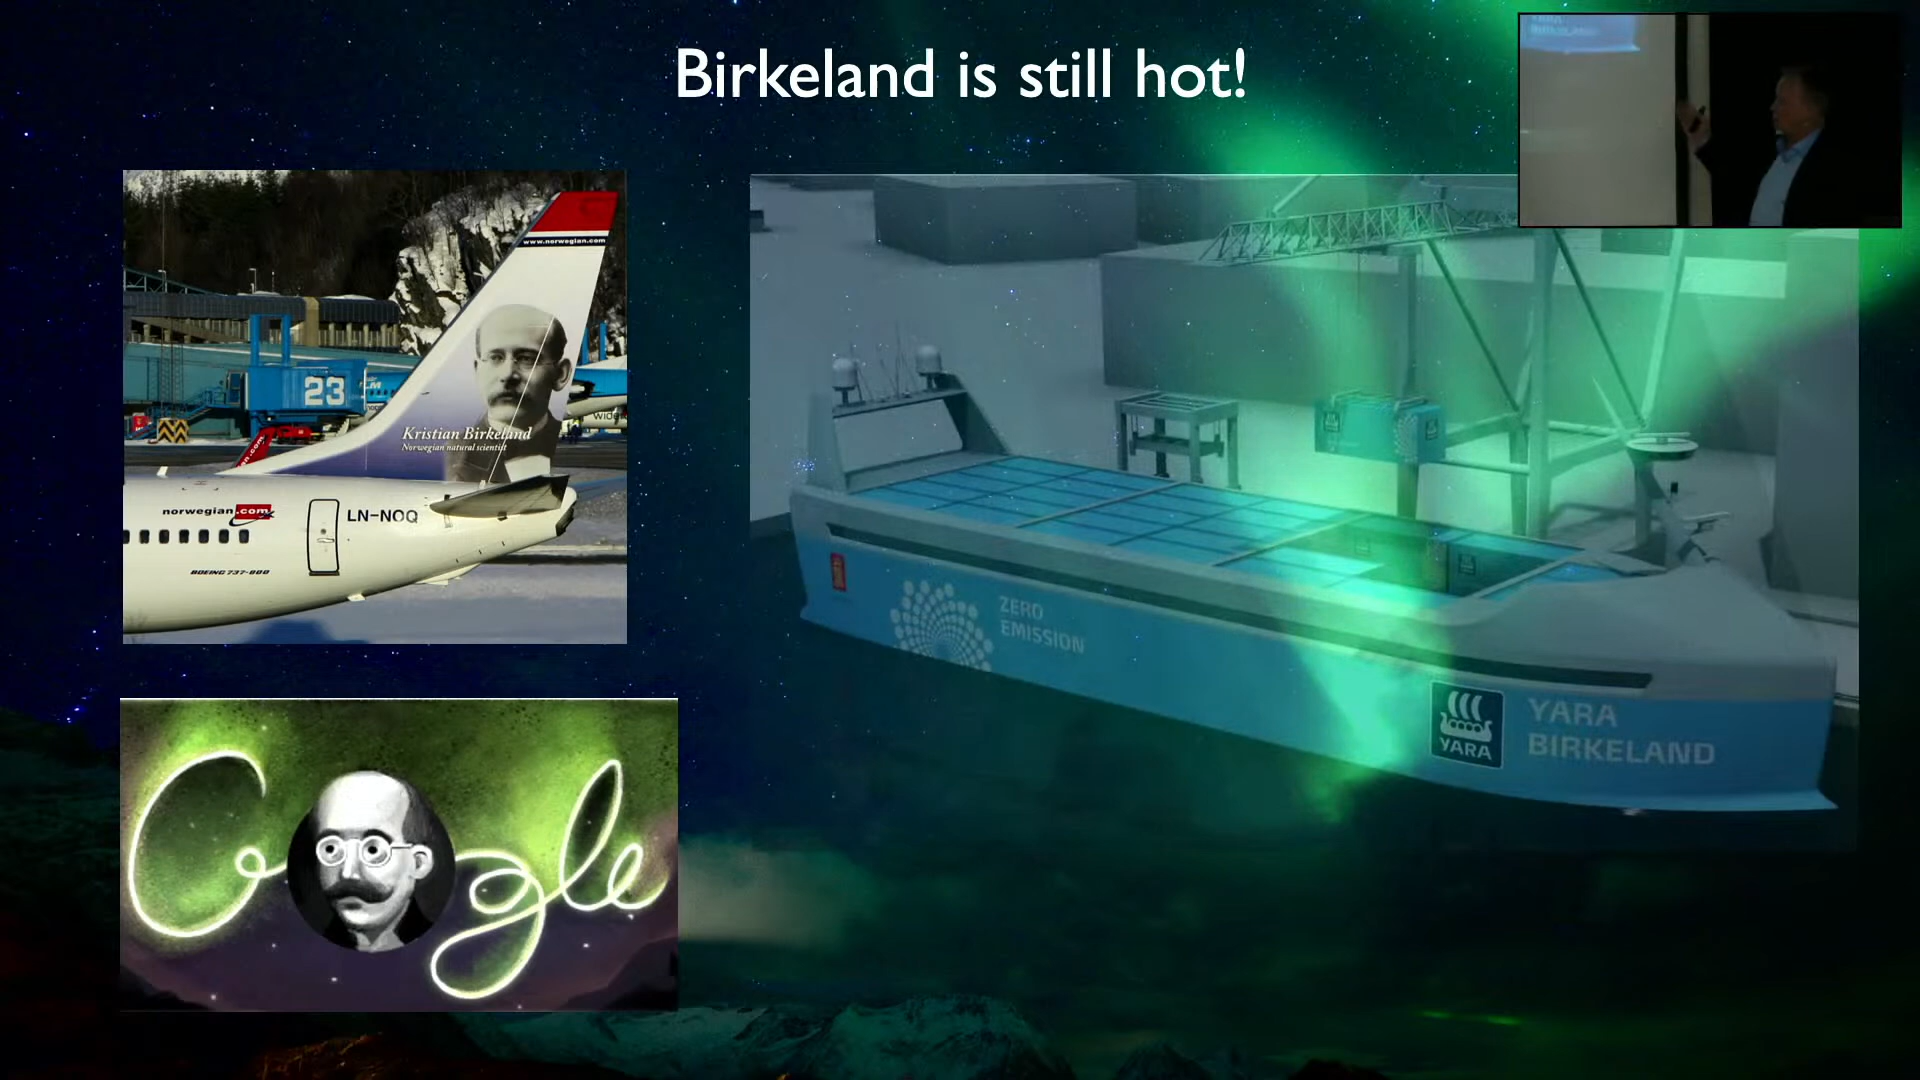 Birkeland is still hot!
www.norwegian.com
23
Kristian Birkeland
Norwegian natural scientist
norwegian.com
LN-NOQ
BOEING 737-800
ZERO
EMISSION
YARA
YARA
BIRKELAND
Google